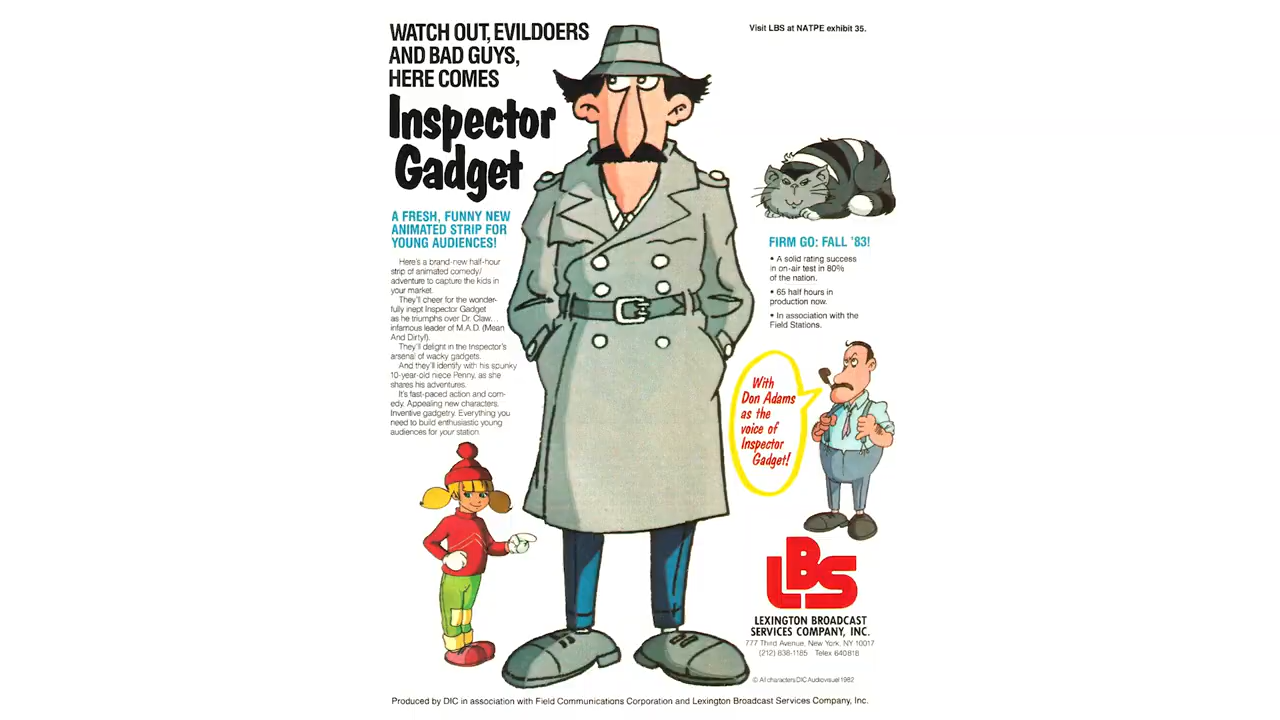 WATCH OUT, EVILDOERS
AND BAD GUYS,
HERE COMES
Inspector
Gadget
A FRESH, FUNNY NEW
ANIMATED STRIP FOR
YOUNG AUDIENCES!
Here's a brand-new half-hour
strip of animated comedy/
adventure to capture the kids in
your market.
They'll cheer for the wonder-
fully inept Inspector Gadget
as he triumphs over Dr. Claw...
infamous leader of M.A.D. (Mean
And Dirty!).
They'll delight in the Inspector's
arsenal of wacky gadgets.
And they'll identify with his spunky
10-year-old niece Penny, as she
shares his adventures.
It's fast-paced action and com-
edy. Appealing new characters.
Inventive gadgetry. Everything you
need to build enthusiastic young
audiences for your station.
Visit LBS at NATPE exhibit 35.
FIRM GO: FALL '83!
• A solid rating success
in on-air test in 80%
of the nation.
• 65 half hours in
production now.
• In association with the
Field Stations.
With
Don Adams
as the
voice of
Inspector
Gadget!
LBS
LEXINGTON BROADCAST
SERVICES COMPANY, INC.
777 Third Avenue, New York, NY 10017
(212) 838-1185 Telex 640818
© All characters DIC Audiovisuel 1982
Produced by DIC in association with Field Communications Corporation and Lexington Broadcast Services Company, Inc.